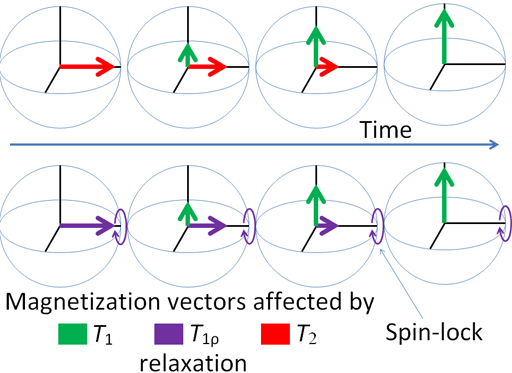 Time
Magnetization vectors affected by
T1 T1ρ T2
relaxation
Spin-lock